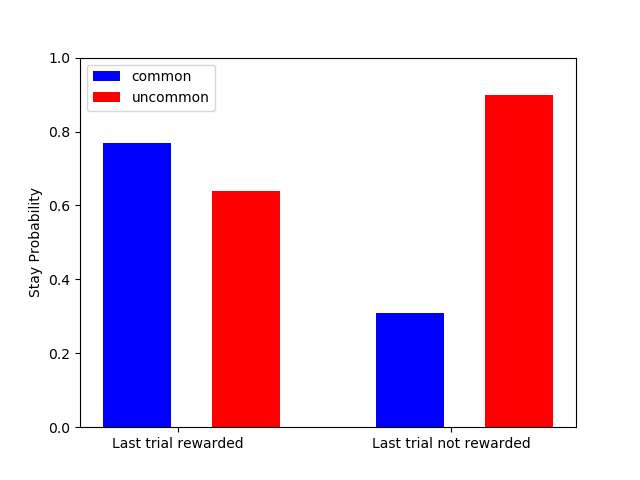 common
uncommon
1.0
0.8
0.6
0.4
0.2
0.0
Stay Probability
Last trial rewarded
Last trial not rewarded